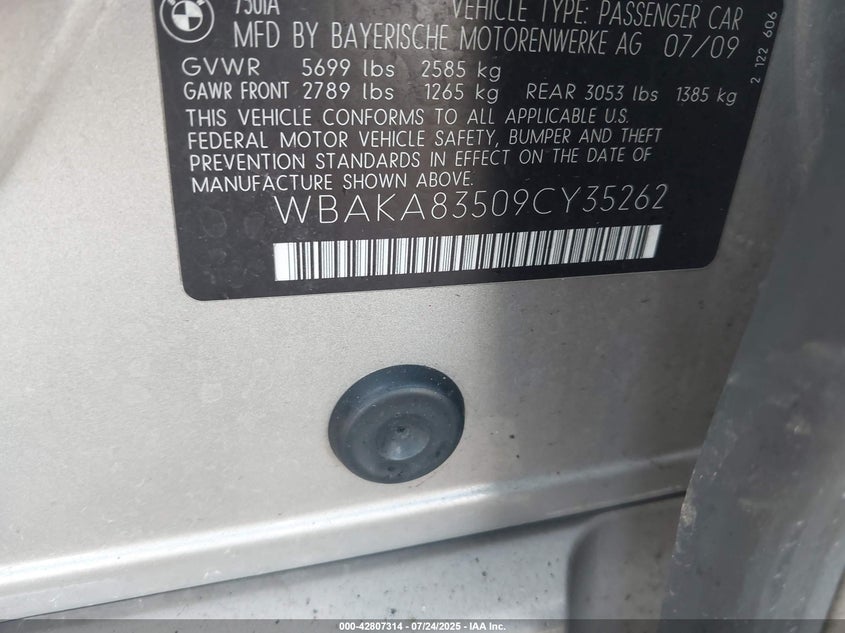 750iA VEHICLE TYPE: PASSENGER CAR
MFD BY BAYERISCHE MOTORENWERKE AG 07/09
GVWR 5699 lbs 2585 kg
GAWR FRONT 2789 lbs 1265 kg REAR 3053 lbs 1385 kg
THIS VEHICLE CONFORMS TO ALL APPLICABLE U.S.
FEDERAL MOTOR VEHICLE SAFETY, BUMPER AND THEFT
PREVENTION STANDARDS IN EFFECT ON THE DATE OF
MANUFACTURE SHOWN ABOVE.
WBAKA83509CY35262
2 122 606
000-42807314 - 07/24/2025 - IAA Inc.